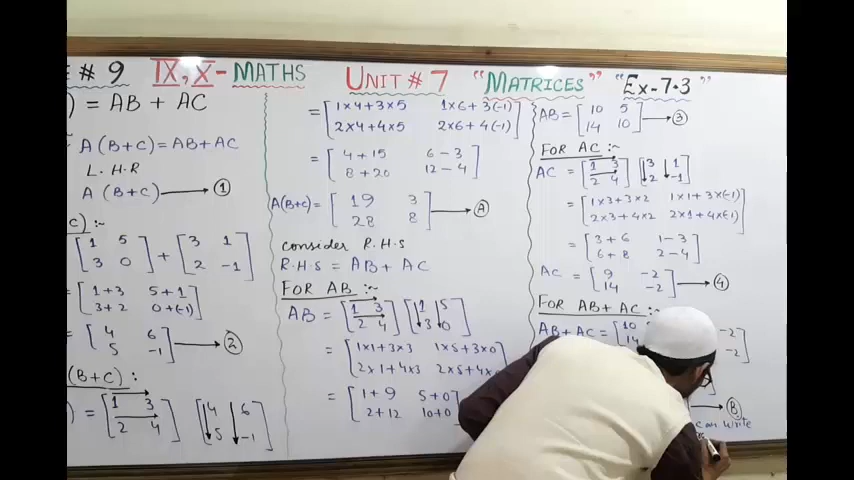 # 9 IX, X - MATHS UNIT # 7 "MATRICES" "Ex-7.3"
) = AB + AC
A(B+C) = AB + AC
L.H.R
A (B+C) → 1
c) :-
[1 5 + [3 1
3 0] 2 -1]
= [1+3 5+1
3+2 0+(-1)]
= [4 6
5 -1] → 2
(B+C) :
) = [1 3 [4 6
2 4] 5 -1]
= [1×4+3×5 1×6+3(-1)
2×4+4×5 2×6+4(-1)]
= [4+15 6-3
8+20 12-4]
A(B+C) = [19 3
28 8] → A
consider R.H.S
R.H.S = AB + AC
FOR AB :-
AB = [1 3 [1 5
2 4] 3 0]
= [1×1+3×3 1×5+3×0
2×1+4×3 2×5+4×
= [1+9 5+0
2+12 10+0]
AB = [10 5
14 10] → 3
FOR AC :-
AC = [1 3 [3 1
2 4] 2 -1]
= [1×3+3×2 1×1+3×(-1)
2×3+4×2 2×1+4×(-1)]
= [3+6 1-3
6+8 2-4]
AC = [9 -2
14 -2] → 4
FOR AB+AC :-
AB+AC = [10 -2
14 -2]
→ B
can write